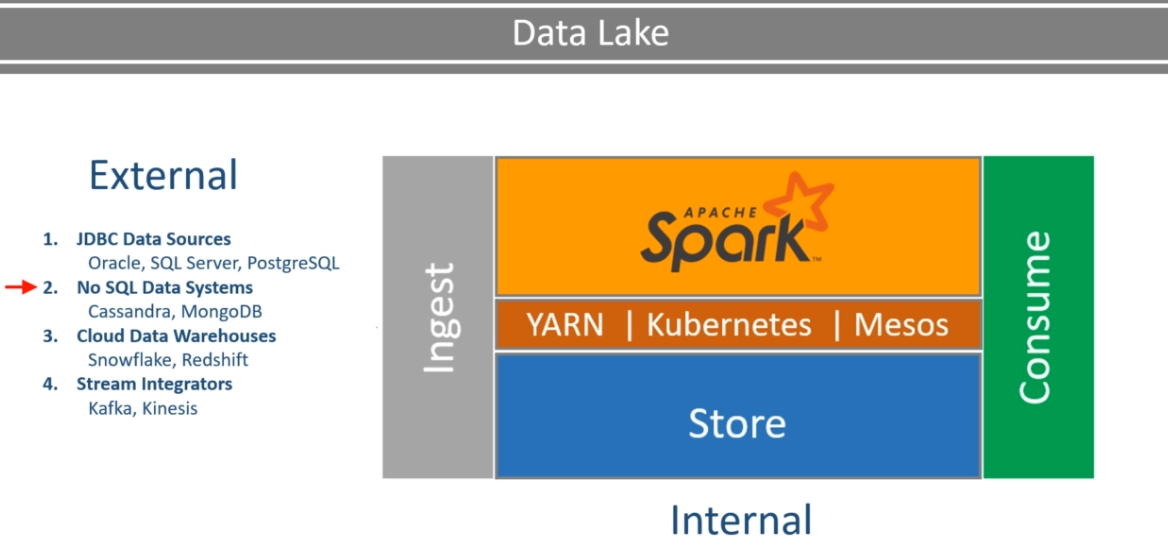 Data Lake
External
1. JDBC Data Sources
Oracle, SQL Server, PostgreSQL
2. No SQL Data Systems
Cassandra, MongoDB
3. Cloud Data Warehouses
Snowflake, Redshift
4. Stream Integrators
Kafka, Kinesis
Ingest
APACHE
Spark™
YARN | Kubernetes | Mesos
Store
Consume
Internal